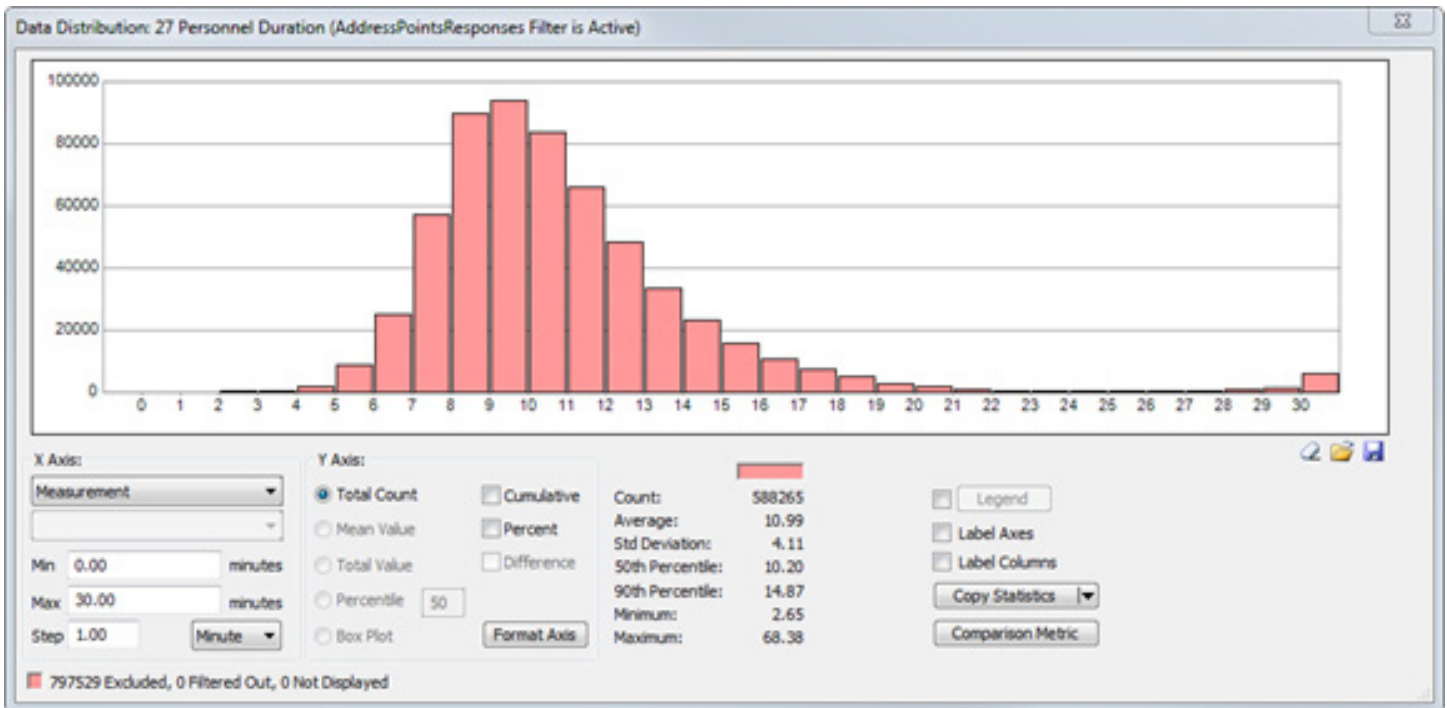 Data Distribution: 27 Personnel Duration (AddressPointsResponses Filter is Active)
100000
80000
60000
40000
20000
0
0 1 2 3 4 5 6 7 8 9 10 11 12 13 14 15 16 17 18 19 20 21 22 23 24 25 26 27 28 29 30
X Axis:
Measurement
Min 0.00 minutes
Max 30.00 minutes
Step 1.00 Minute
Y Axis:
Total Count Cumulative
Mean Value Percent
Total Value Difference
Percentile 50
Box Plot Format Axis
Count: 588265
Average: 10.99
Std Deviation: 4.11
50th Percentile: 10.20
90th Percentile: 14.87
Minimum: 2.65
Maximum: 68.38
Legend
Label Axes
Label Columns
Copy Statistics
Comparison Metric
797529 Excluded, 0 Filtered Out, 0 Not Displayed